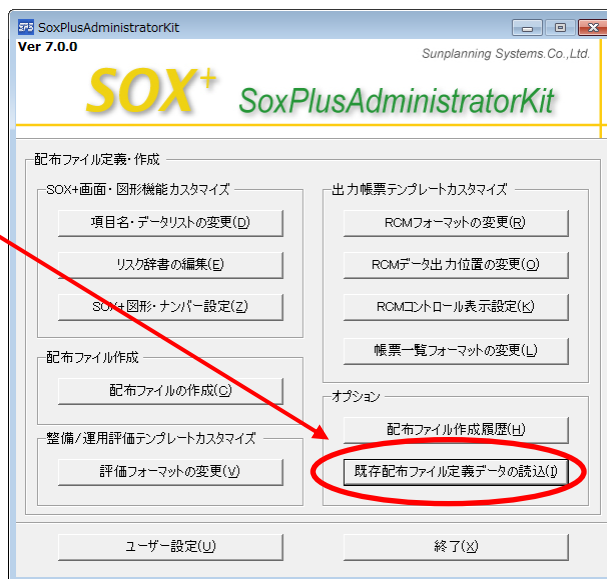 SPS SoxPlusAdministratorKit
Ver 7.0.0
Sunplanning Systems.Co.,Ltd.
SOX+ SoxPlusAdministratorKit
配布ファイル定義・作成
SOX+画面・図形機能カスタマイズ
項目名・データリストの変更(D)
リスク辞書の編集(E)
SOX+図形・ナンバー設定(Z)
配布ファイル作成
配布ファイルの作成(C)
整備/運用評価テンプレートカスタマイズ
評価フォーマットの変更(V)
出力帳票テンプレートカスタマイズ
RCMフォーマットの変更(R)
RCMデータ出力位置の変更(O)
RCMコントロール表示設定(K)
帳票一覧フォーマットの変更(L)
オプション
配布ファイル作成履歴(H)
既存配布ファイル定義データの読込(I)
ユーザー設定(U)
終了(X)